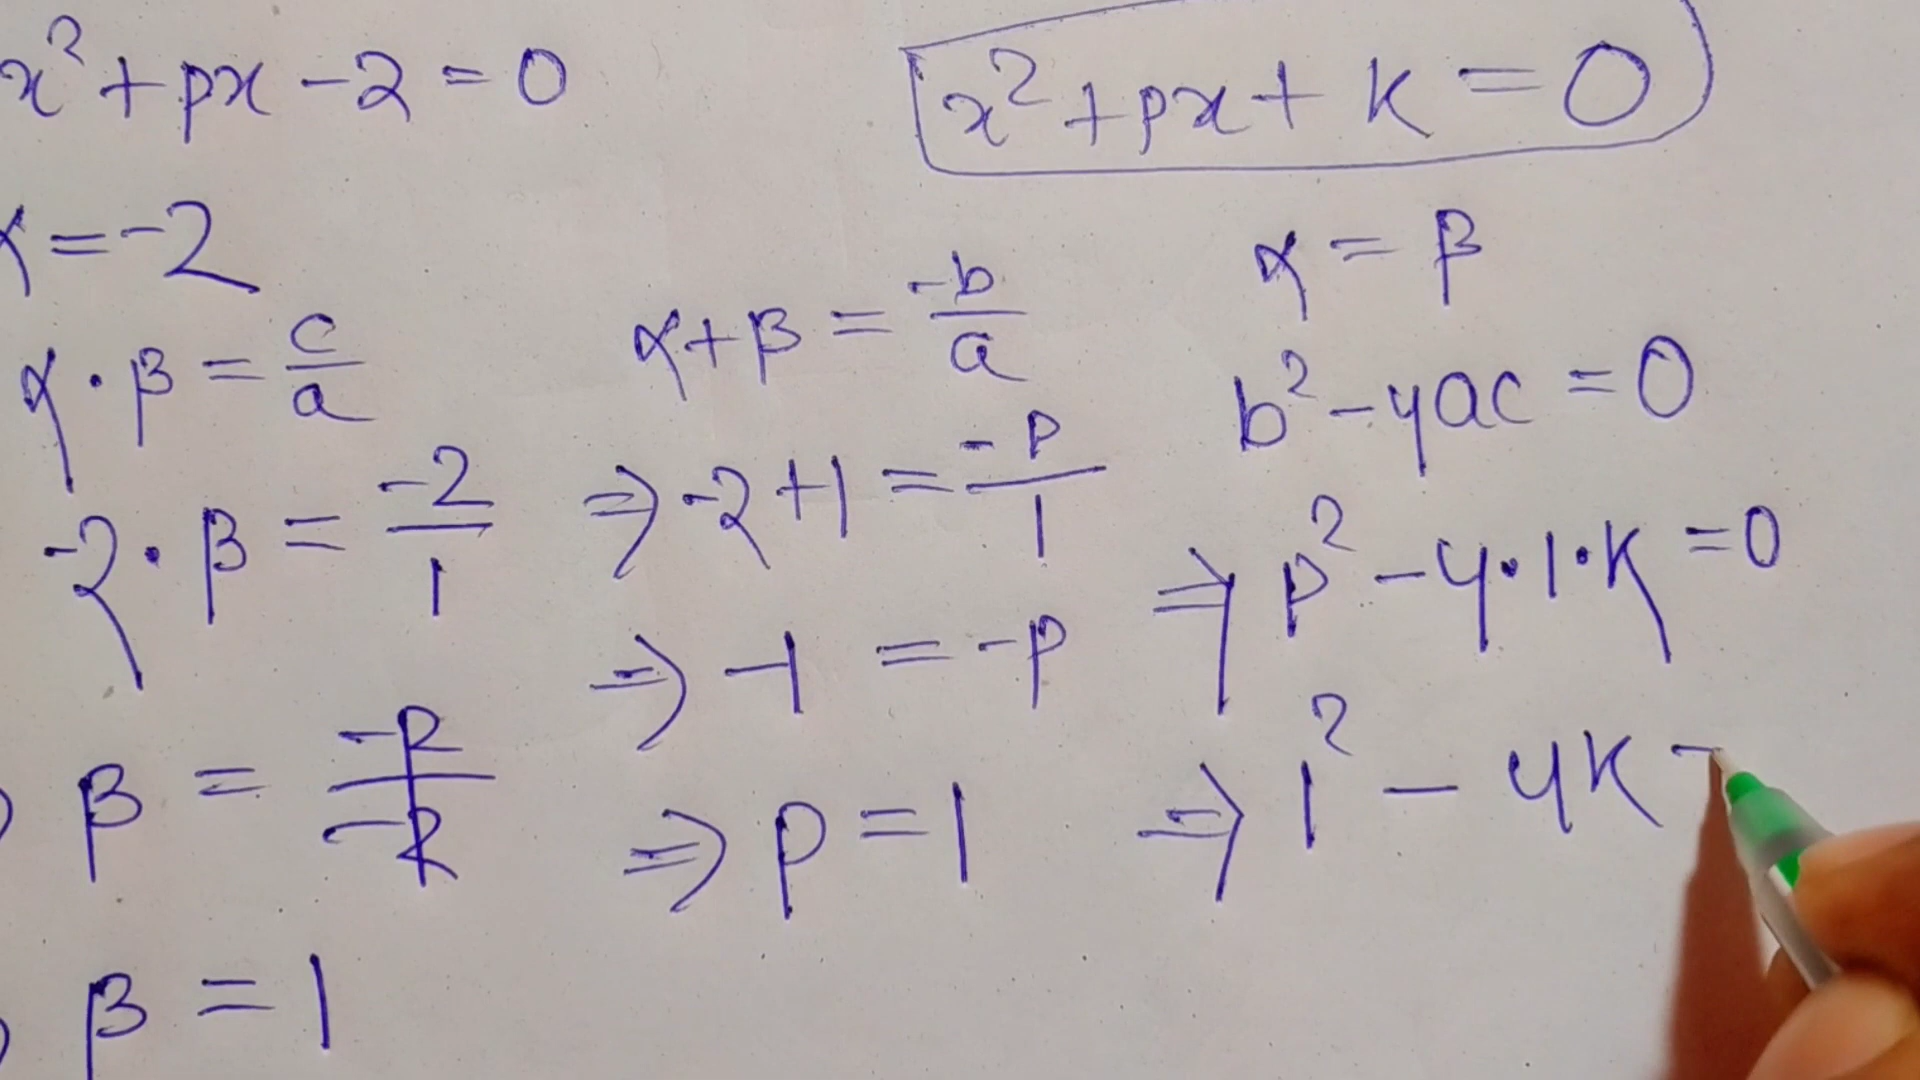 x² + px - 2 = 0
α = -2
α · β = c/a
-2 · β = -2/1
β = -2/-2
β = 1
α + β = -b/a
⇒ -2 + 1 = -p/1
⇒ -1 = -p
⇒ p = 1
x² + px + k = 0
α = β
b² - 4ac = 0
⇒ p² - 4·1·k = 0
⇒ 1² - 4k -